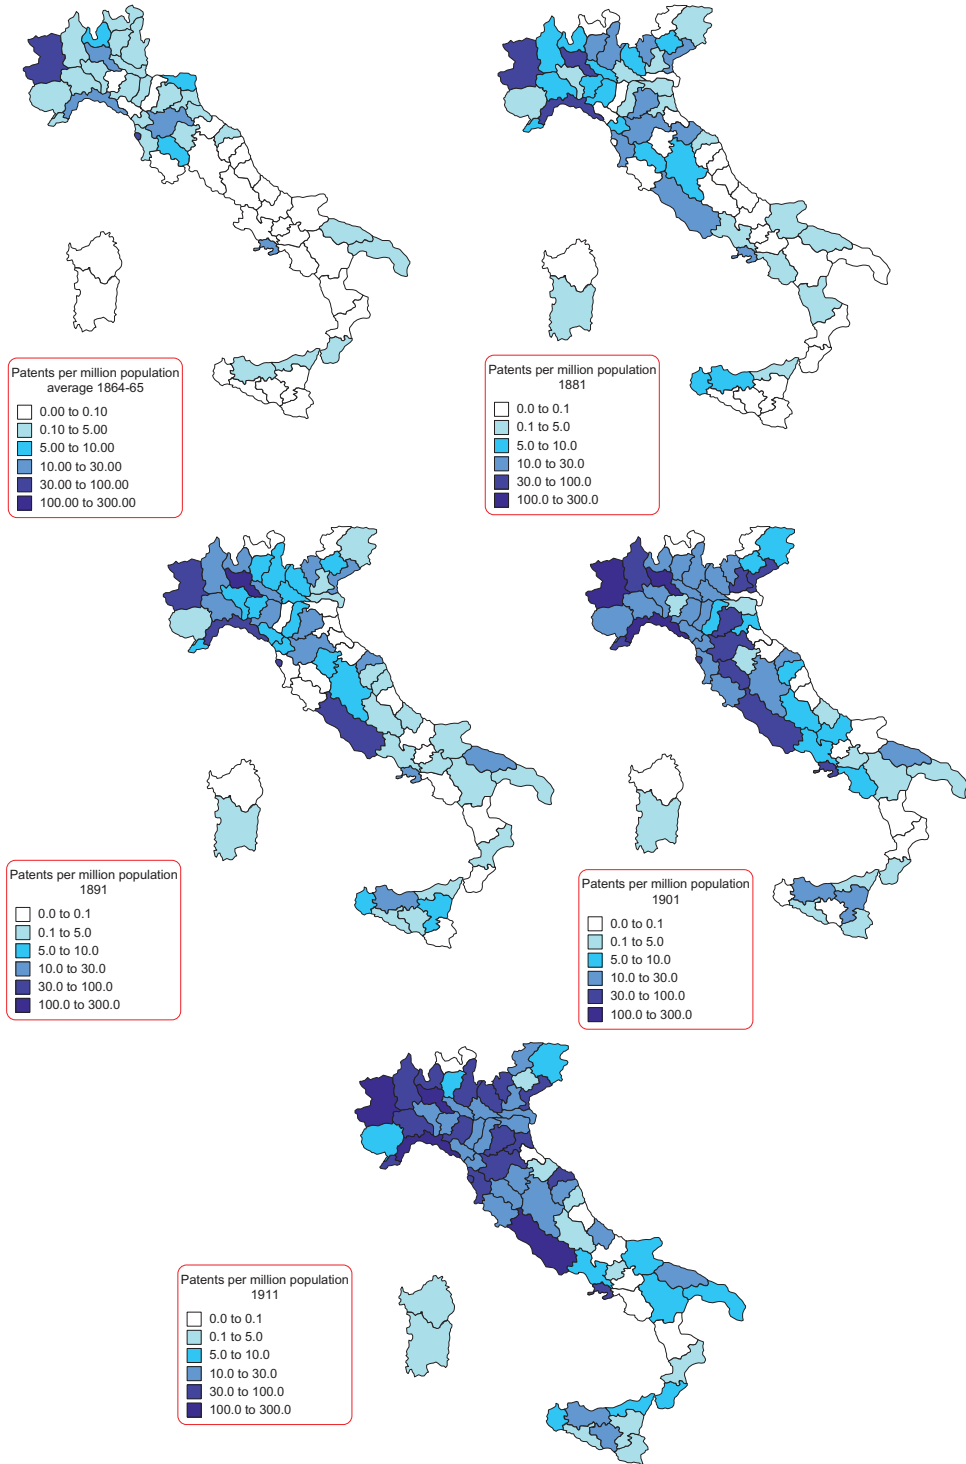 Patents per million population
average 1864-65
0.00 to 0.10
0.10 to 5.00
5.00 to 10.00
10.00 to 30.00
30.00 to 100.00
100.00 to 300.00
Patents per million population
1881
0.0 to 0.1
0.1 to 5.0
5.0 to 10.0
10.0 to 30.0
30.0 to 100.0
100.0 to 300.0
Patents per million population
1891
0.0 to 0.1
0.1 to 5.0
5.0 to 10.0
10.0 to 30.0
30.0 to 100.0
100.0 to 300.0
Patents per million population
1901
0.0 to 0.1
0.1 to 5.0
5.0 to 10.0
10.0 to 30.0
30.0 to 100.0
100.0 to 300.0
Patents per million population
1911
0.0 to 0.1
0.1 to 5.0
5.0 to 10.0
10.0 to 30.0
30.0 to 100.0
100.0 to 300.0